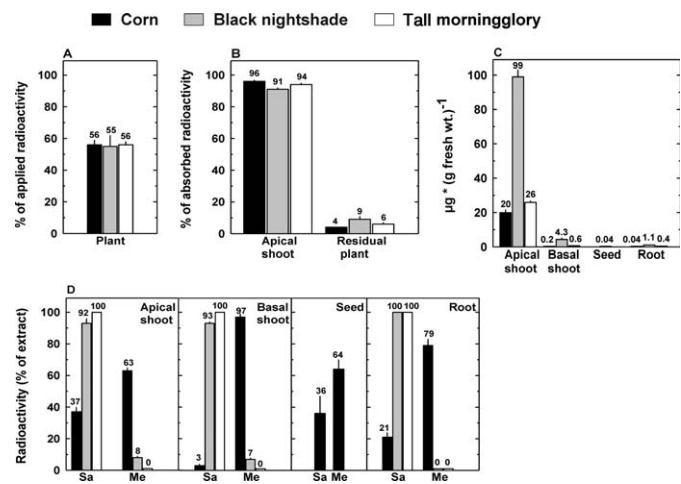 Corn Black nightshade Tall morningglory
A
% of applied radioactivity
100
80
60
40
20
0
56 55 56
Plant
B
% of absorbed radioactivity
100
80
60
40
20
0
96 91 94
4 9 6
Apical shoot
Residual plant
C
µg * (g fresh wt.)-1
100
80
60
40
20
0
20 99 26
0.2 4.3 0.6
0.04
0.04 1.1 0.4
Apical shoot
Basal shoot
Seed
Root
D
Radioactivity (% of extract)
100
80
60
40
20
0
Apical shoot
37 92 100
63 8 0
Sa Me
Basal shoot
3 93 100
97 7 0
Sa Me
Seed
36 64
Sa Me
Root
21 100 100
79 0 0
Sa Me